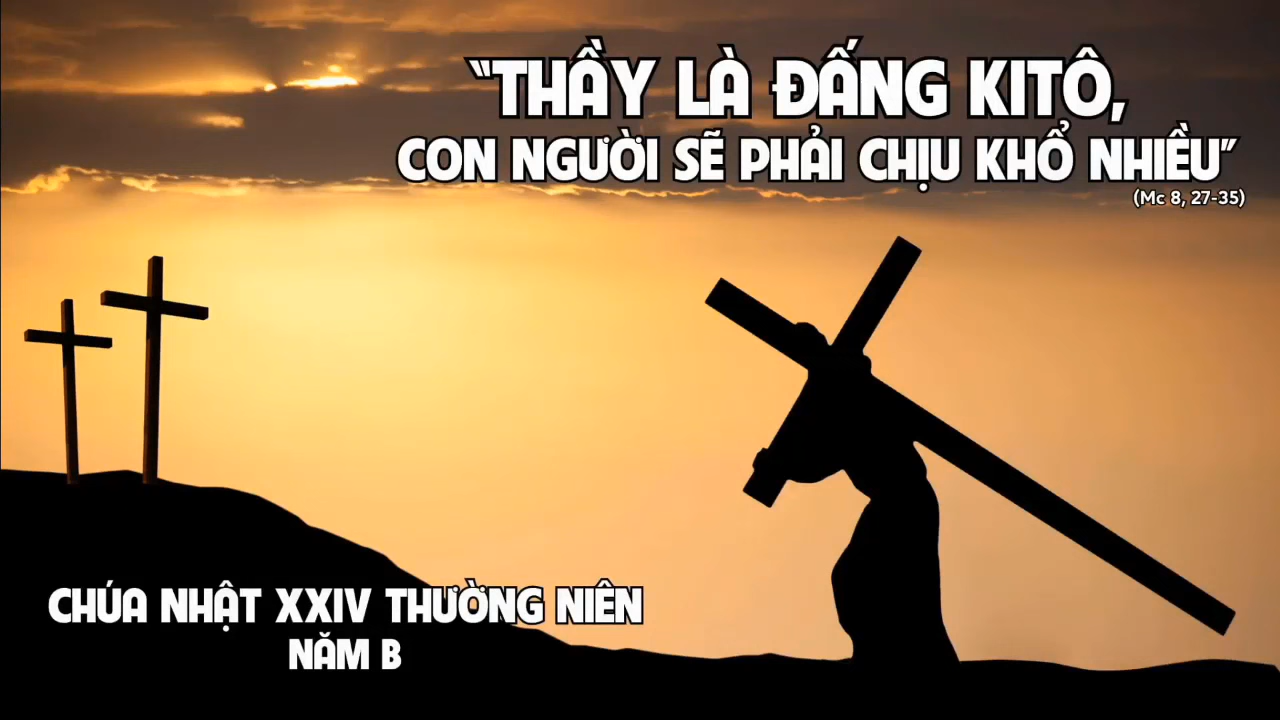 “THẦY LÀ ĐẤNG KITÔ,
CON NGƯỜI SẼ PHẢI CHỊU KHỔ NHIỀU”
(Mc 8, 27-35)
CHÚA NHẬT XXIV THƯỜNG NIÊN
NĂM B